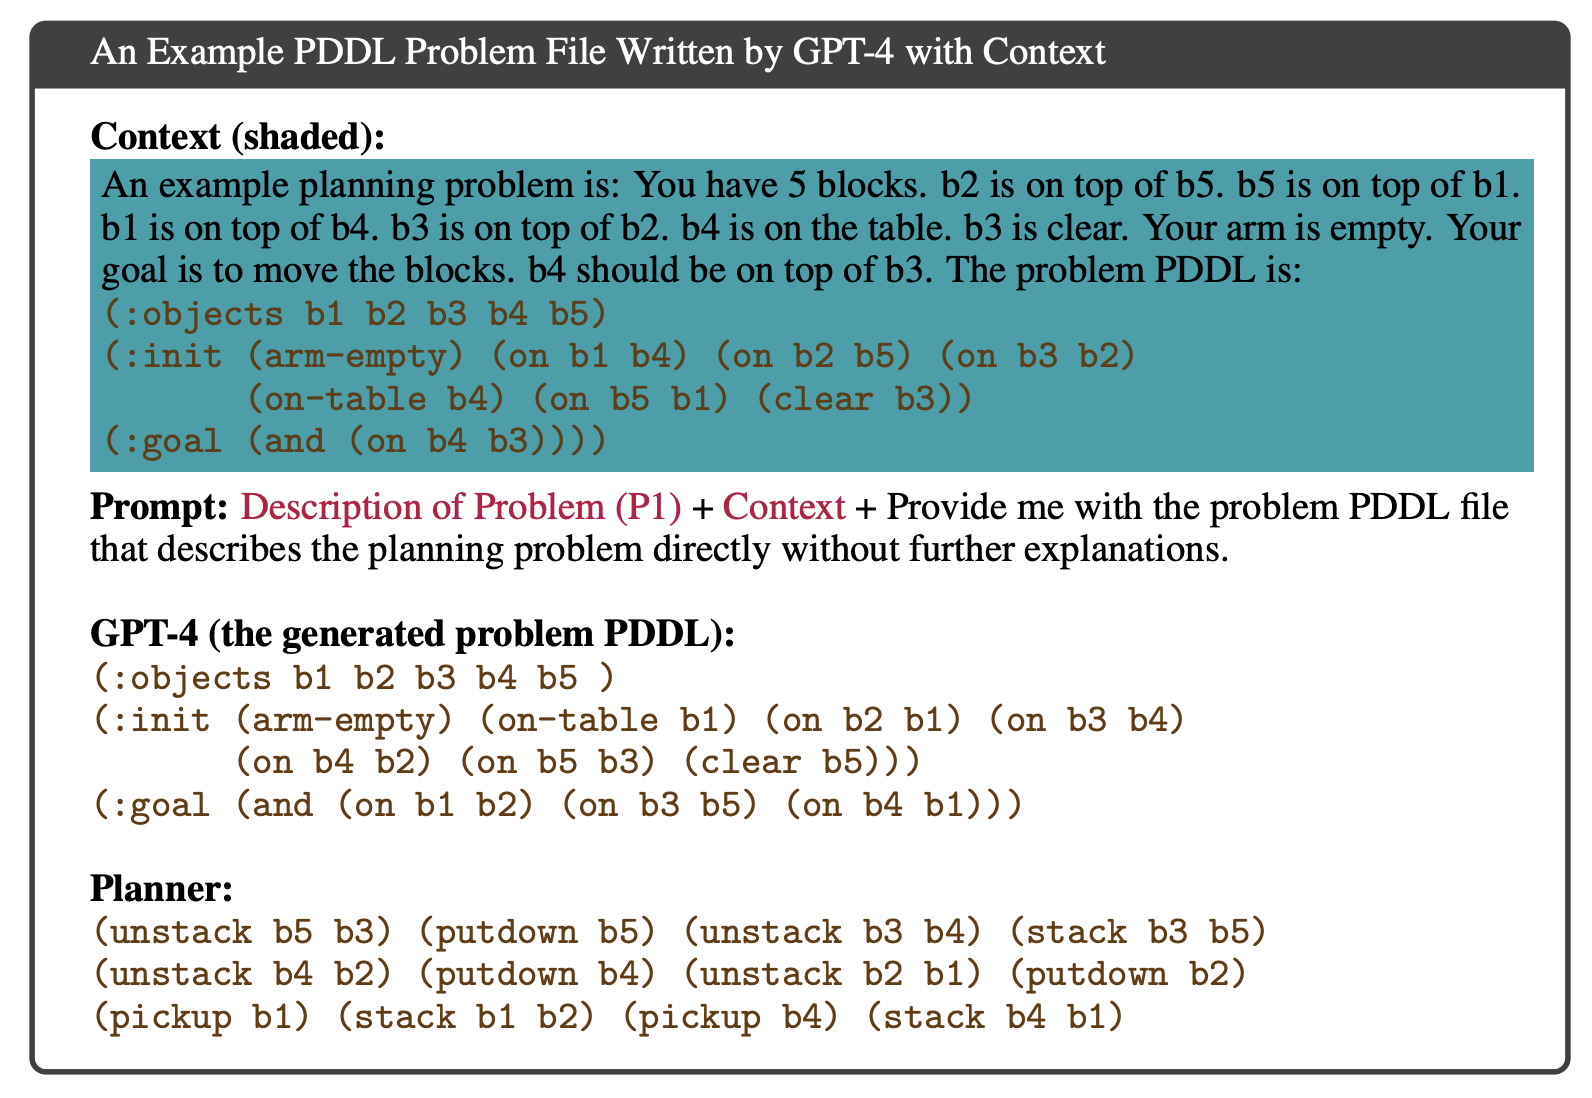 An Example PDDL Problem File Written by GPT-4 with Context
Context (shaded):
An example planning problem is: You have 5 blocks. b2 is on top of b5. b5 is on top of b1.
b1 is on top of b4. b3 is on top of b2. b4 is on the table. b3 is clear. Your arm is empty. Your
goal is to move the blocks. b4 should be on top of b3. The problem PDDL is:
(:objects b1 b2 b3 b4 b5)
(:init (arm-empty) (on b1 b4) (on b2 b5) (on b3 b2)
(on-table b4) (on b5 b1) (clear b3))
(:goal (and (on b4 b3))))
Prompt: Description of Problem (P1) + Context + Provide me with the problem PDDL file
that describes the planning problem directly without further explanations.
GPT-4 (the generated problem PDDL):
(:objects b1 b2 b3 b4 b5 )
(:init (arm-empty) (on-table b1) (on b2 b1) (on b3 b4)
(on b4 b2) (on b5 b3) (clear b5)))
(:goal (and (on b1 b2) (on b3 b5) (on b4 b1)))
Planner:
(unstack b5 b3) (putdown b5) (unstack b3 b4) (stack b3 b5)
(unstack b4 b2) (putdown b4) (unstack b2 b1) (putdown b2)
(pickup b1) (stack b1 b2) (pickup b4) (stack b4 b1)